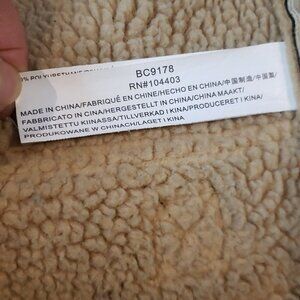 BC9178
RN#104403
MADE IN CHINA/FABRIQUÉ EN CHINE/HECHO EN CHINA/中国制造/中国製/
FABBRICATO IN CINA/HERGESTELLT IN CHINA/CHINA MAAKT/
VALMISTETTU KIINASSA/TILLVERKAD I KINA/PRODUCERET I KINA/
PRODUKOWANE W CHINACH/LAGET I KINA